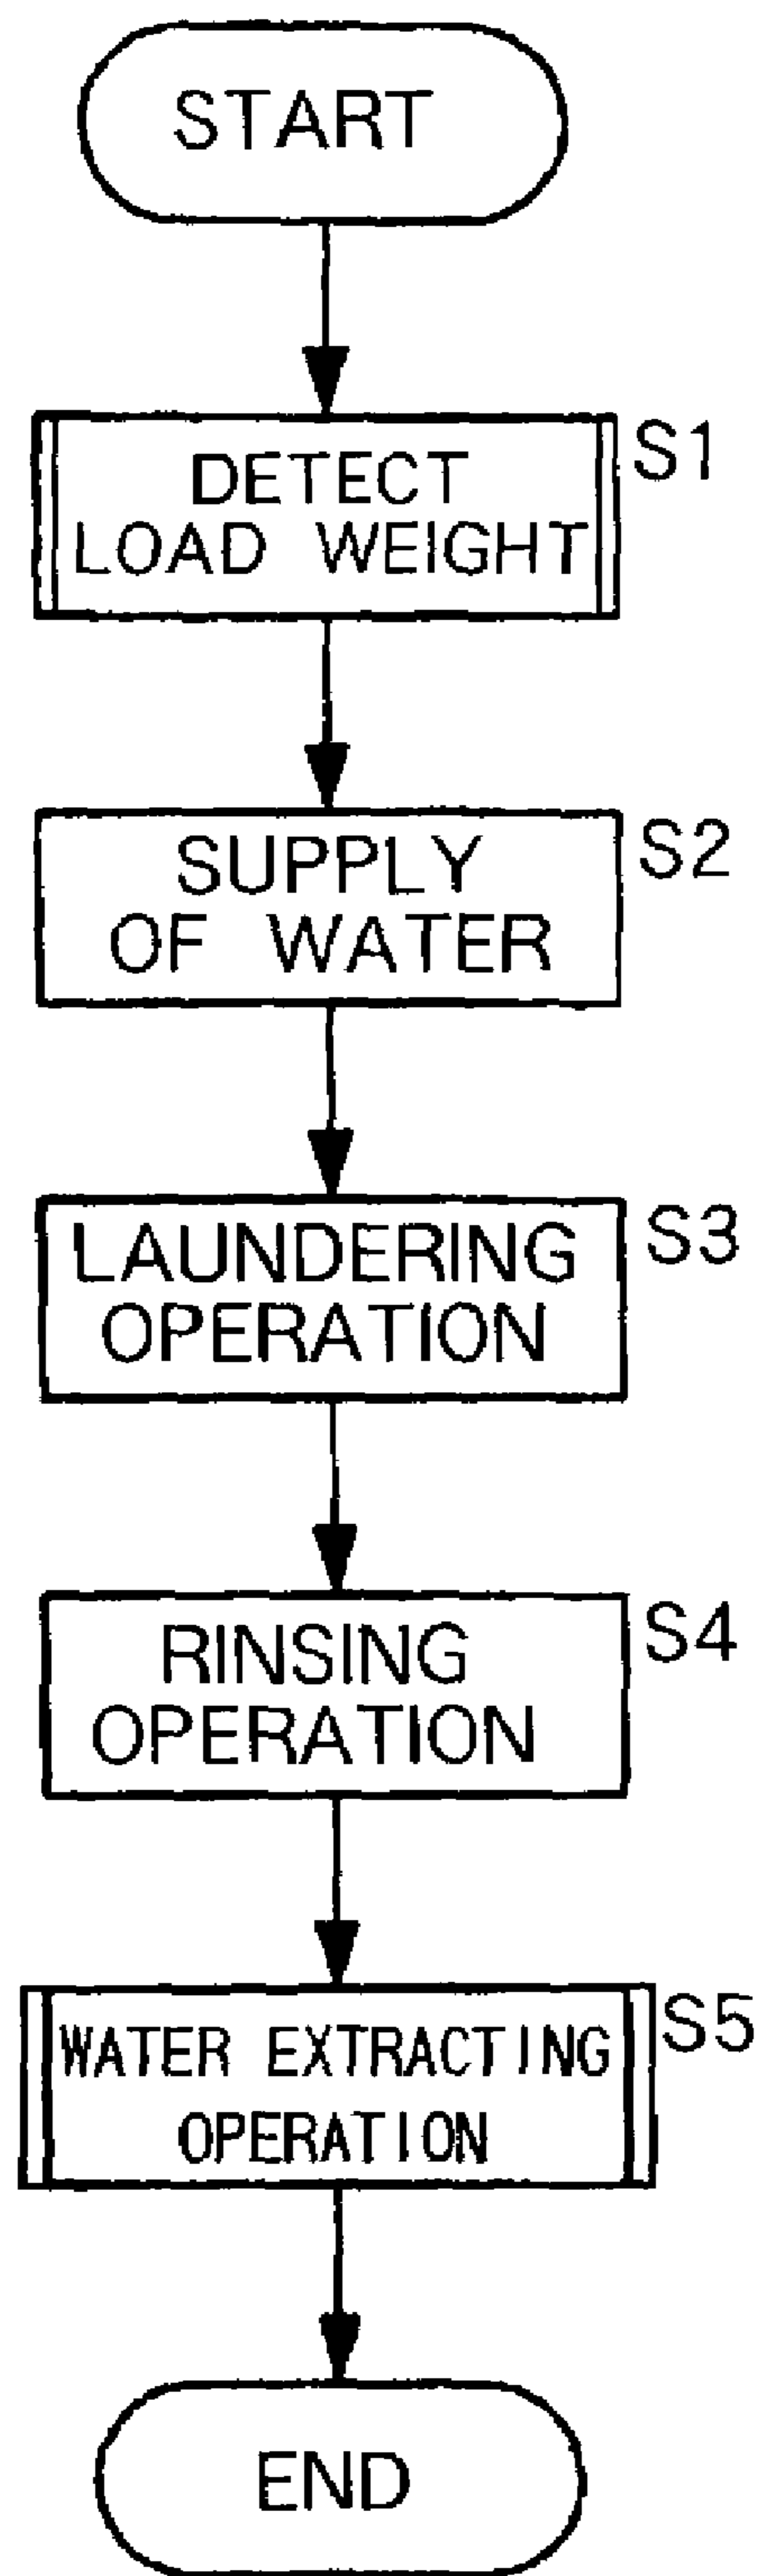 START
DETECT
LOAD WEIGHT
S1
SUPPLY
OF WATER
S2
LAUNDERING
OPERATION
S3
RINSING
OPERATION
S4
WATER EXTRACTING
OPERATION
S5
END